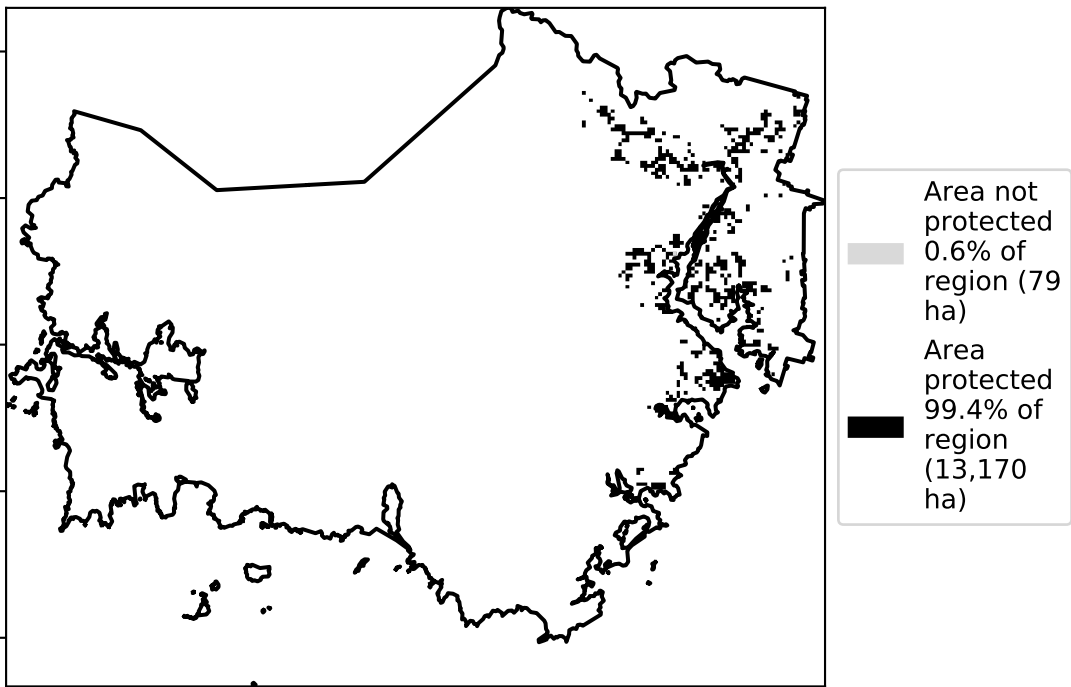 Area not
protected
0.6% of
region (79
ha)
Area
protected
99.4% of
region
(13,170
ha)